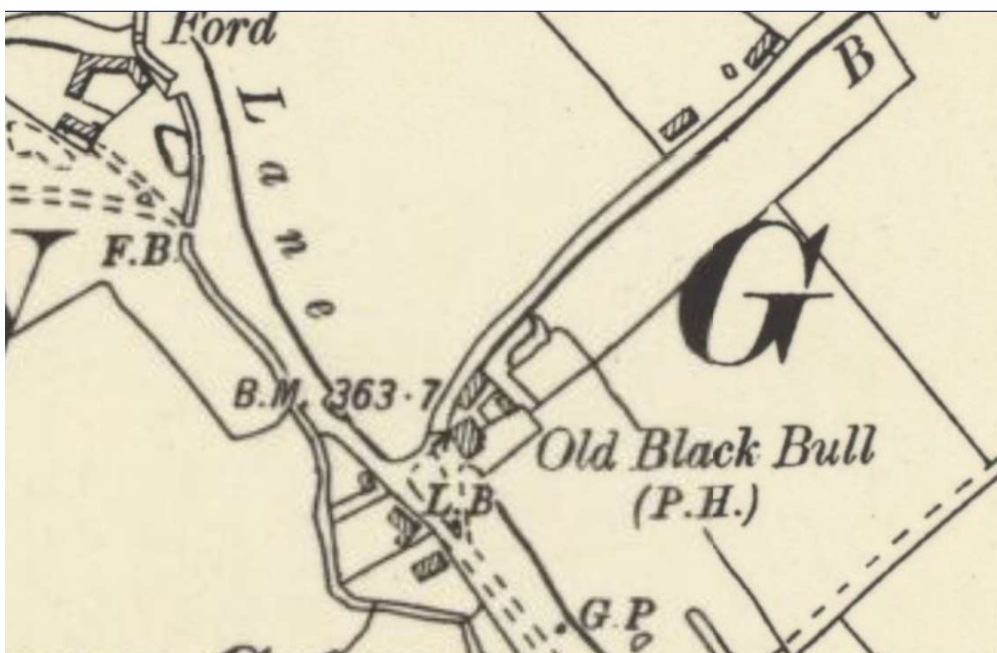 Ford
Lane
B
F.B.
G
B.M. 363·7
Old Black Bull
(P.H.)
L.B
G.P